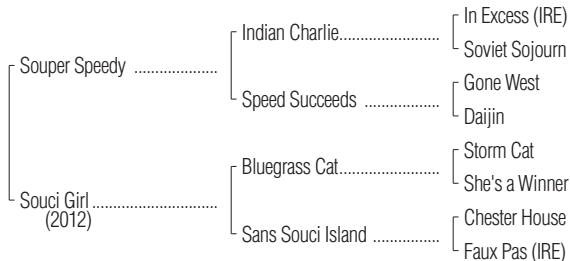 In Excess (IRE)
Indian Charlie....................
Soviet Sojourn
Souper Speedy ..................
Gone West
Speed Succeeds ................
Daijin
Storm Cat
Bluegrass Cat.....................
She's a Winner
Souci Girl...........................
(2012)
Chester House
Sans Souci Island ..............
Faux Pas (IRE)